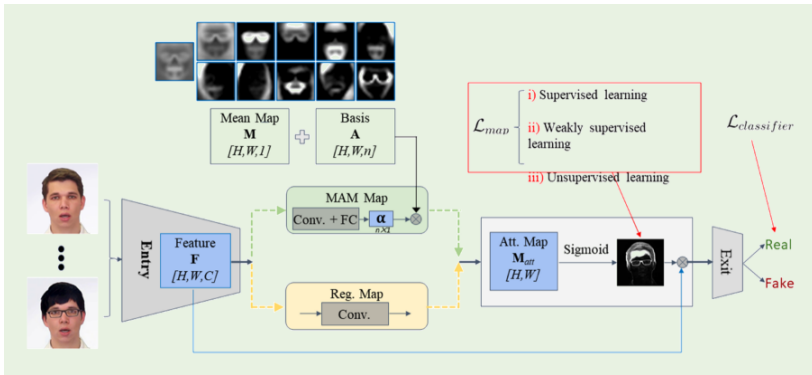 Mean Map
M
[H,W,1]
Basis
A
[H,W,n]
ℒmap
i) Supervised learning
ii) Weakly supervised
learning
iii) Unsupervised learning
ℒclassifier
MAM Map
Conv. + FC
α
n×1
Entry
Feature
F
[H,W,C]
Att. Map
Matt
[H,W]
Sigmoid
Exit
Real
Fake
Reg. Map
Conv.